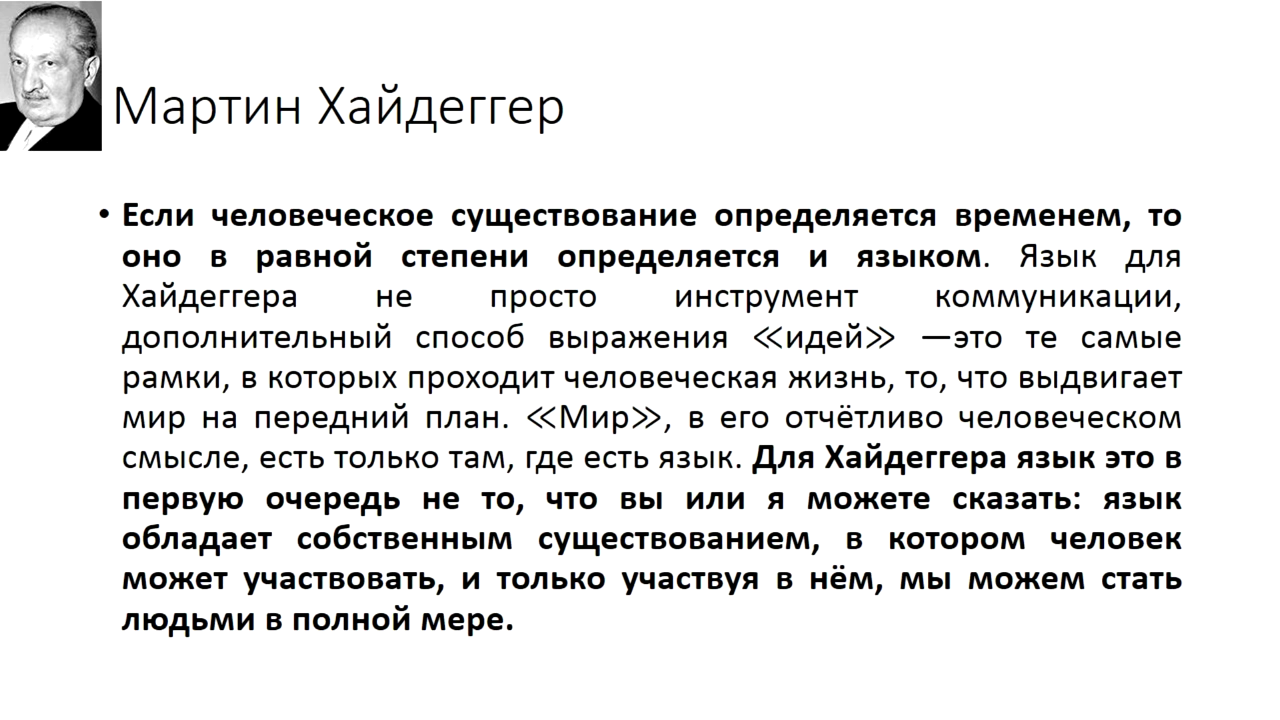 Мартин Хайдеггер
• Если человеческое существование определяется временем, то
оно в равной степени определяется и языком. Язык для
Хайдеггера не просто инструмент коммуникации,
дополнительный способ выражения ≪идей≫ —это те самые
рамки, в которых проходит человеческая жизнь, то, что выдвигает
мир на передний план. ≪Мир≫, в его отчётливо человеческом
смысле, есть только там, где есть язык. Для Хайдеггера язык это в
первую очередь не то, что вы или я можете сказать: язык
обладает собственным существованием, в котором человек
может участвовать, и только участвуя в нём, мы можем стать
людьми в полной мере.